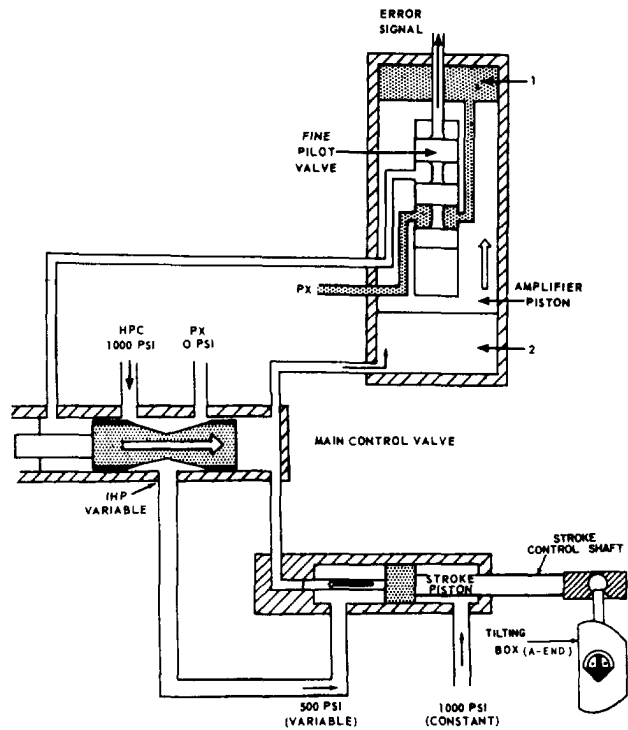 ERROR
SIGNAL
1
FINE
PILOT
VALVE
PX
AMPLIFIER
PISTON
HPC
1000 PSI
PX
0 PSI
2
MAIN CONTROL VALVE
IHP
VARIABLE
STROKE
CONTROL SHAFT
STROKE
PISTON
TILTING
BOX (A-END)
500 PSI
(VARIABLE)
1000 PSI
(CONSTANT)